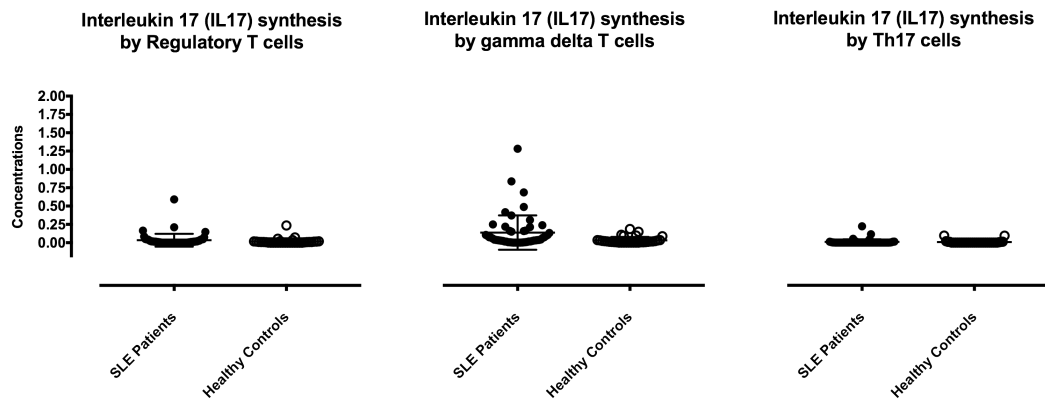 Interleukin 17 (IL17) synthesis
by Regulatory T cells
Interleukin 17 (IL17) synthesis
by gamma delta T cells
Interleukin 17 (IL17) synthesis
by Th17 cells
Concentrations
2.00
1.75
1.50
1.25
1.00
0.75
0.50
0.25
0.00
SLE Patients
Healthy Controls
SLE Patients
Healthy Controls
SLE Patients
Healthy Controls